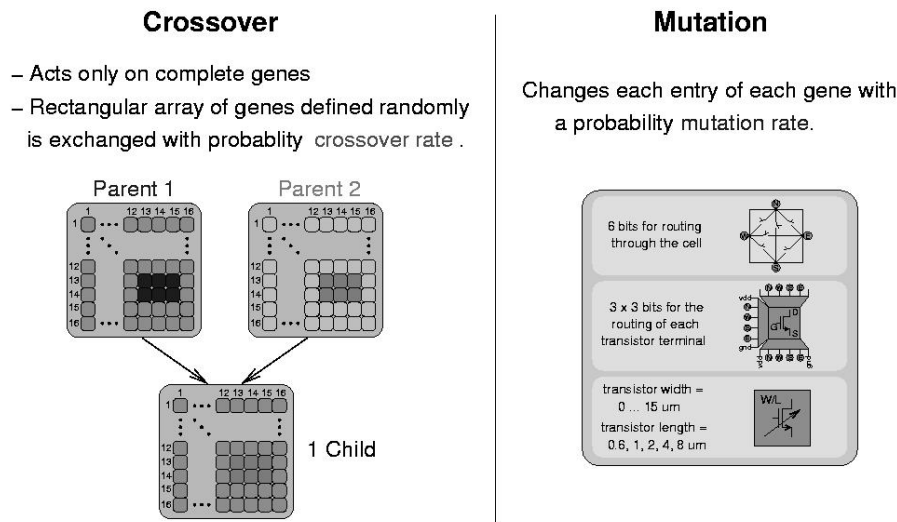 Crossover
– Acts only on complete genes
– Rectangular array of genes defined randomly
is exchanged with probablity crossover rate .
Parent 1
1 12 13 14 15 16
1
12
13
14
15
16
Parent 2
1 12 13 14 15 16
1
12
13
14
15
16
1 12 13 14 15 16
1
12
13
14
15
16
1 Child
Mutation
Changes each entry of each gene with
a probability mutation rate.
6 bits for routing
through the cell
N
W
E
S
3 x 3 bits for the
routing of each
transistor terminal
vdd
gnd
G
D
S
transistor width =
0 ... 15 um
transistor length =
0.6, 1, 2, 4, 8 um
W/L